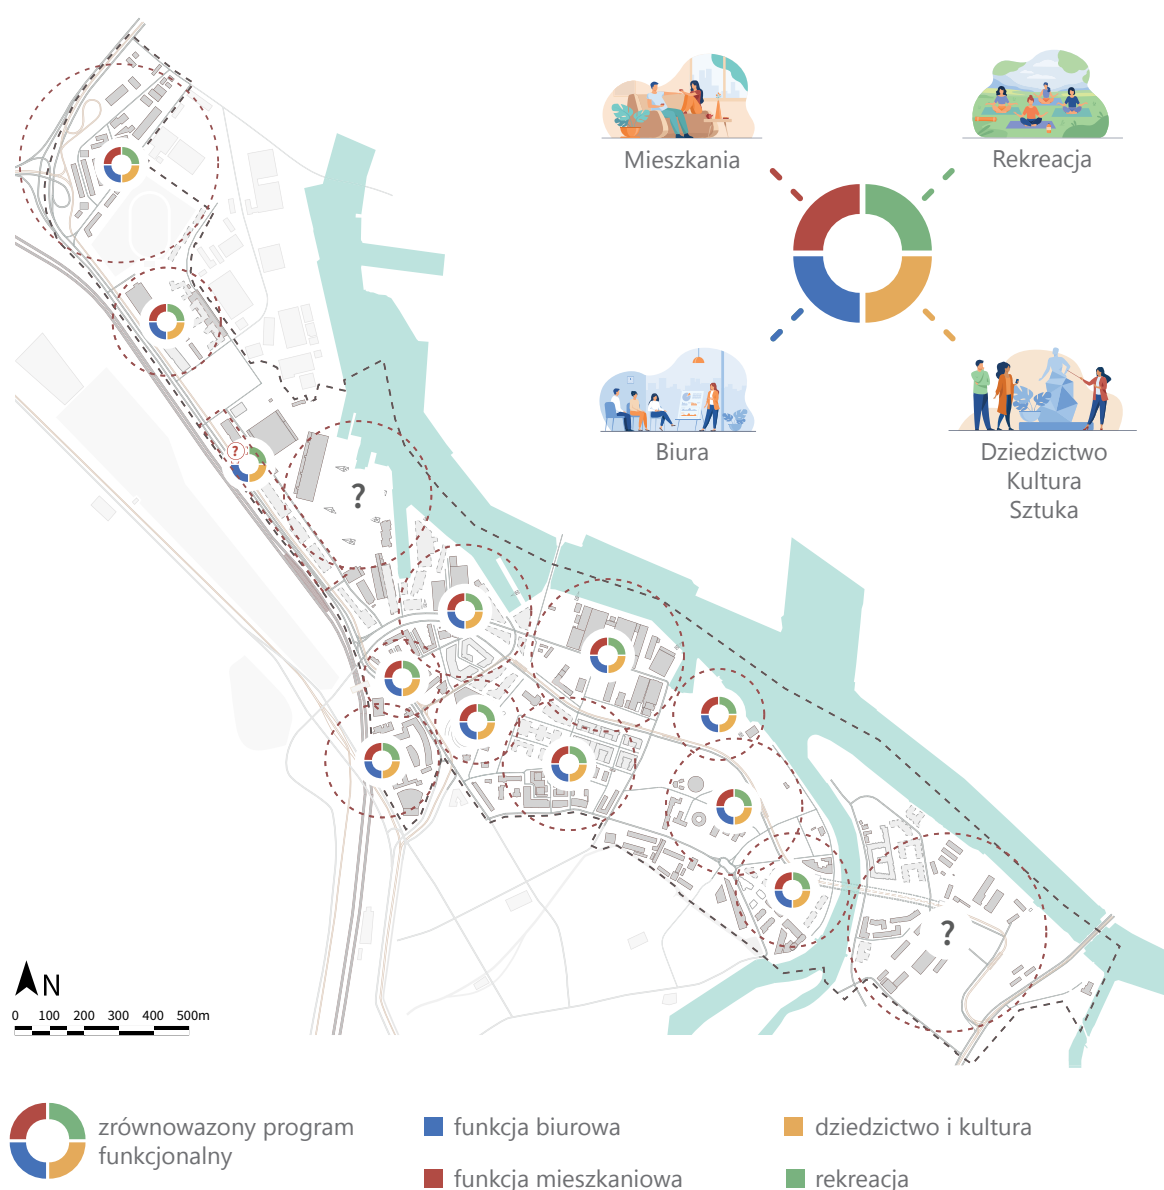 Mieszkania
Rekreacja
Biura
Dziedzictwo
Kultura
Sztuka
?
?
?
N
0 100 200 300 400 500m
zrównowazony program
funkcjonalny
funkcja biurowa
dziedzictwo i kultura
funkcja mieszkaniowa
rekreacja